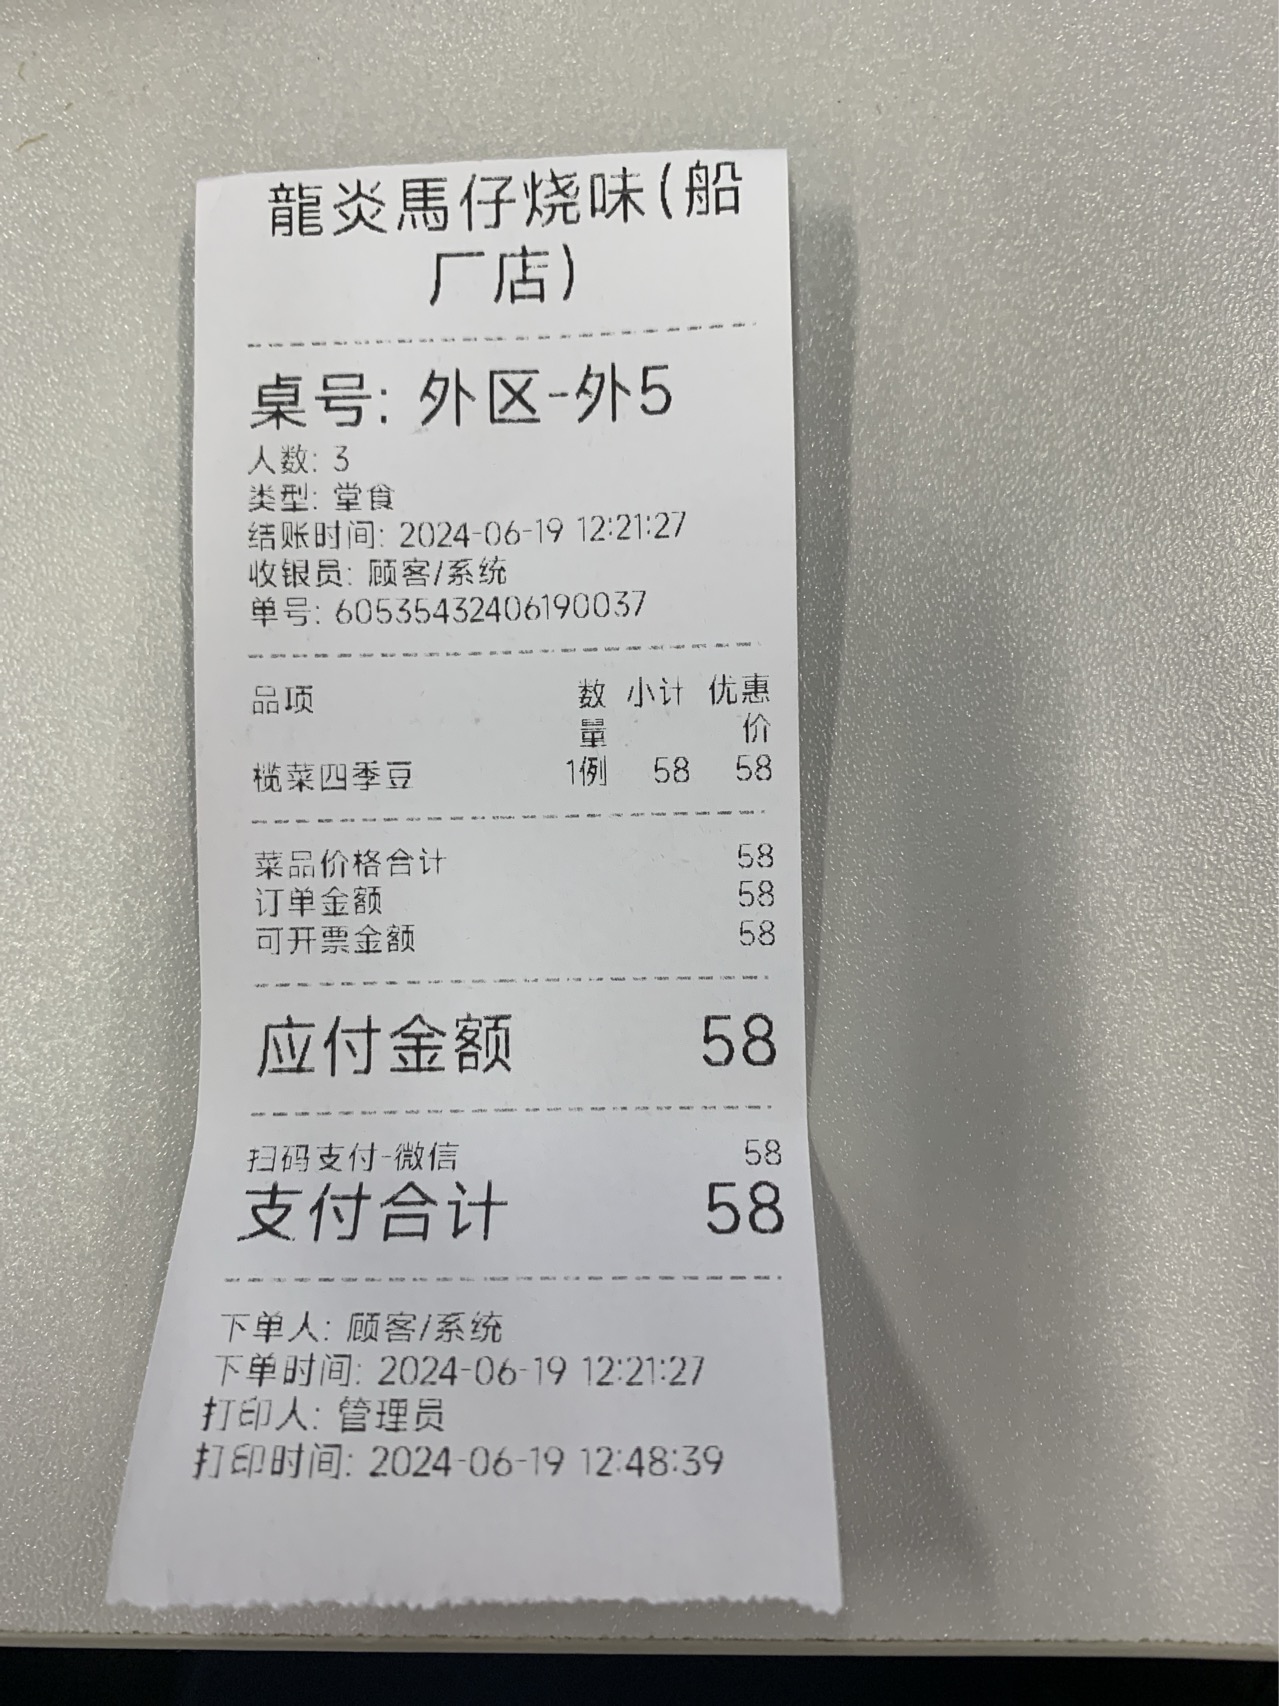 龍炎馬仔烧味(船
厂店)
桌号: 外区-外5
人数: 3
类型: 堂食
结账时间: 2024-06-19 12:21:27
收银员: 顾客/系统
单号: 605354324061900​37
品项 数 小计 优惠
量 价
榄菜四季豆 1例 58 58
菜品价格合计 58
订单金额 58
可开票金额 58
应付金额 58
扫码支付-微信 58
支付合计 58
下单人: 顾客/系统
下单时间: 2024-06-19 12:21:27
打印人: 管理员
打印时间: 2024-06-19 12:48:39